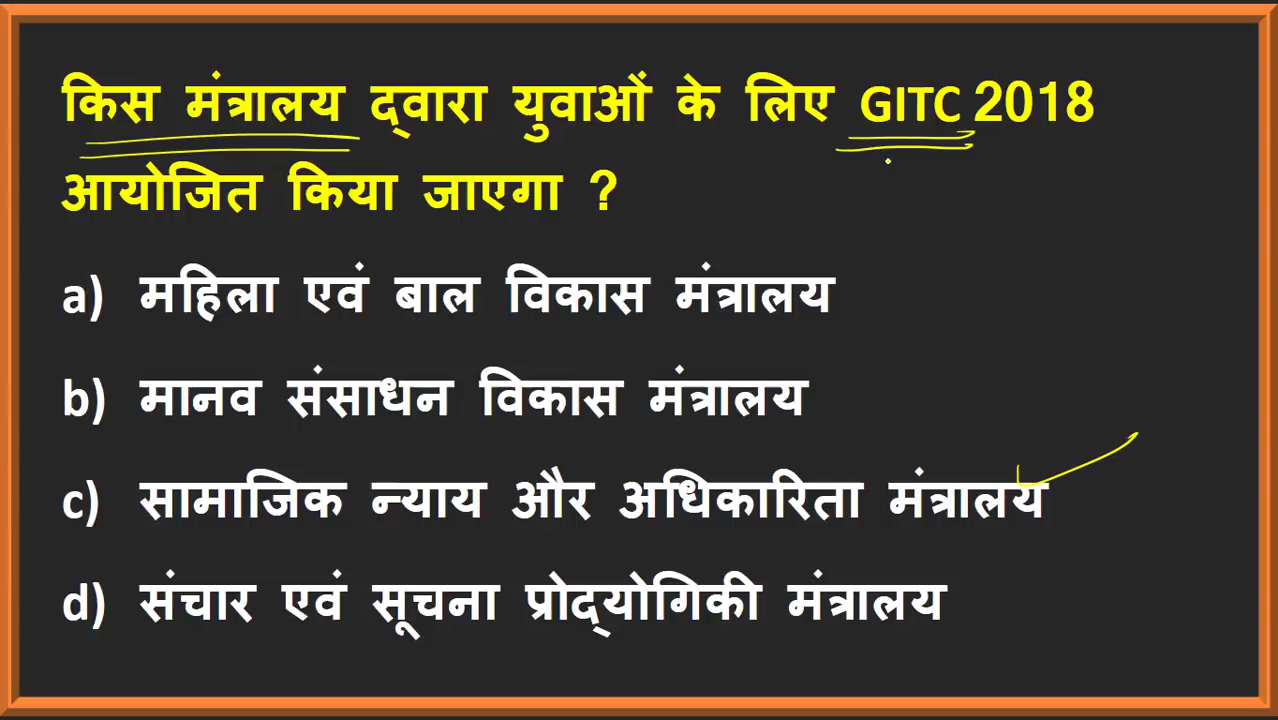 किस मंत्रालय द्वारा युवाओं के लिए GITC 2018
आयोजित किया जाएगा ?
a) महिला एवं बाल विकास मंत्रालय
b) मानव संसाधन विकास मंत्रालय
c) सामाजिक न्याय और अधिकारिता मंत्रालय
d) संचार एवं सूचना प्रोद्योगिकी मंत्रालय